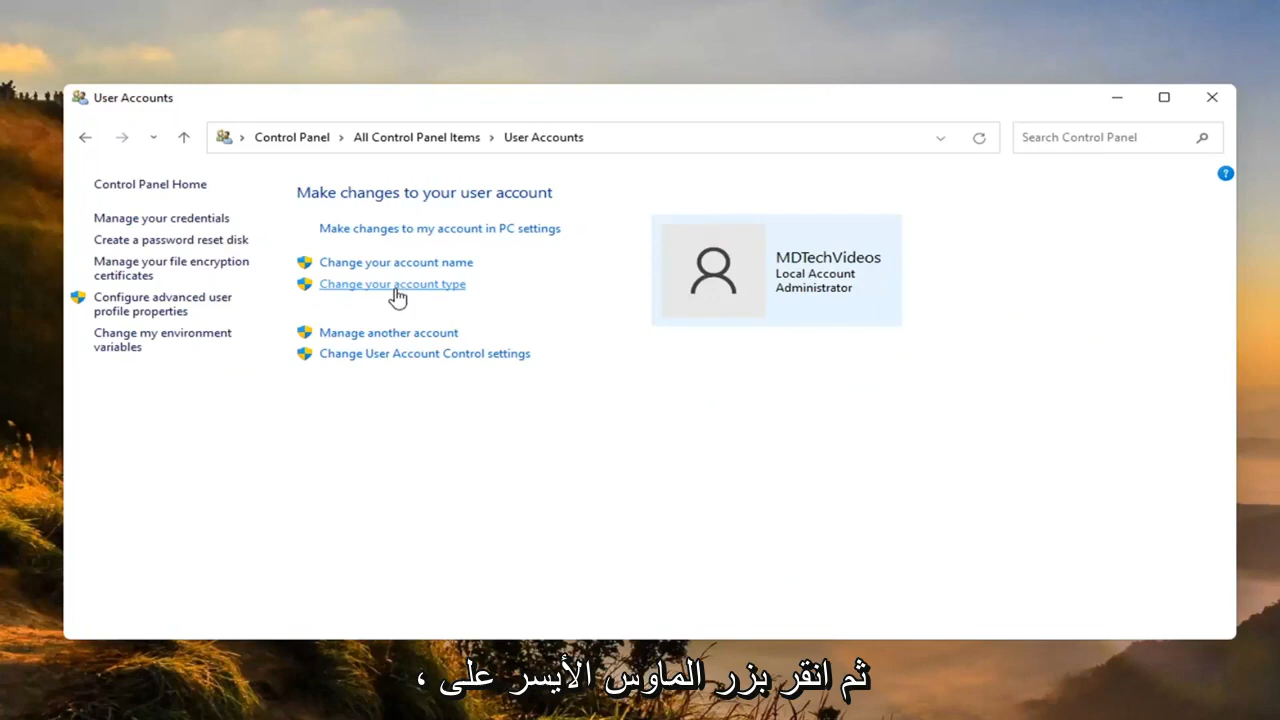 User Accounts
Control Panel › All Control Panel Items › User Accounts
Search Control Panel
Control Panel Home
Manage your credentials
Create a password reset disk
Manage your file encryption
certificates
Configure advanced user
profile properties
Change my environment
variables
Make changes to your user account
Make changes to my account in PC settings
Change your account name
Change your account type
Manage another account
Change User Account Control settings
MDTechVideos
Local Account
Administrator
?
ثم انقر بزر الماوس الأيسر على ،